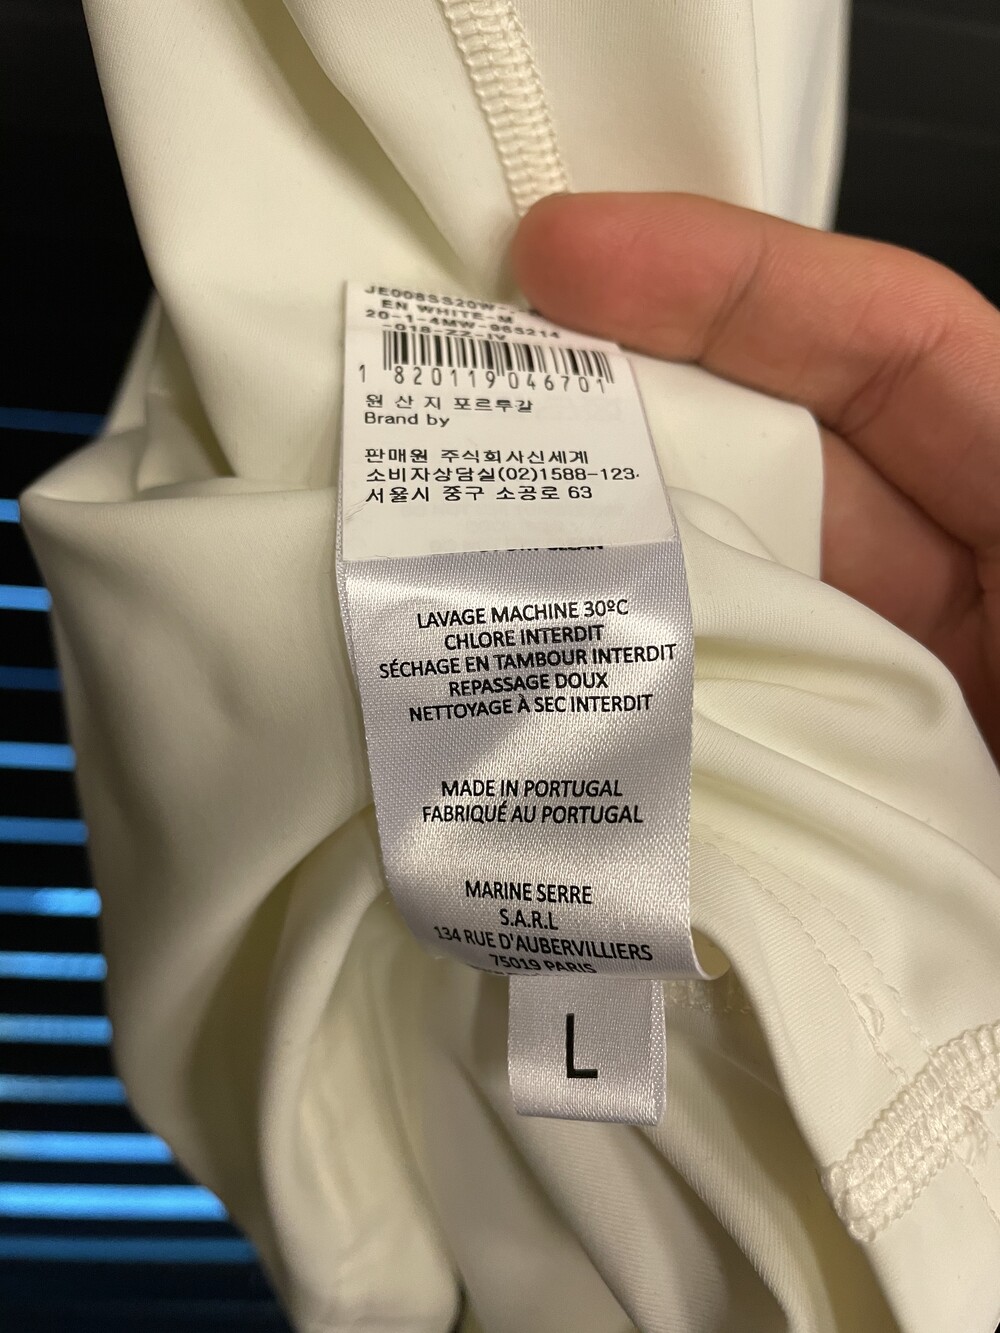 JE008SS20W-
EN WHITE-M
20-1-4MW-965214
-018-ZZ-IV
1 820119 046701
원 산 지 포르투갈
Brand by
판매원 주식회사신세계
소비자상담실(02)1588-123
서울시 중구 소공로 63
LAVAGE MACHINE 30ºC
CHLORE INTERDIT
SÉCHAGE EN TAMBOUR INTERDIT
REPASSAGE DOUX
NETTOYAGE À SEC INTERDIT
MADE IN PORTUGAL
FABRIQUÉ AU PORTUGAL
MARINE SERRE
S.A.R.L
134 RUE D'AUBERVILLIERS
75019 PARIS
L